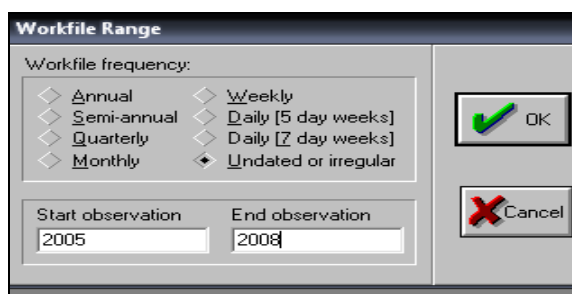 Workfile Range
Workfile frequency:
Annual
Semi-annual
Quarterly
Monthly
Weekly
Daily [5 day weeks]
Daily [7 day weeks]
Undated or irregular
Start observation
2005
End observation
2008
OK
Cancel